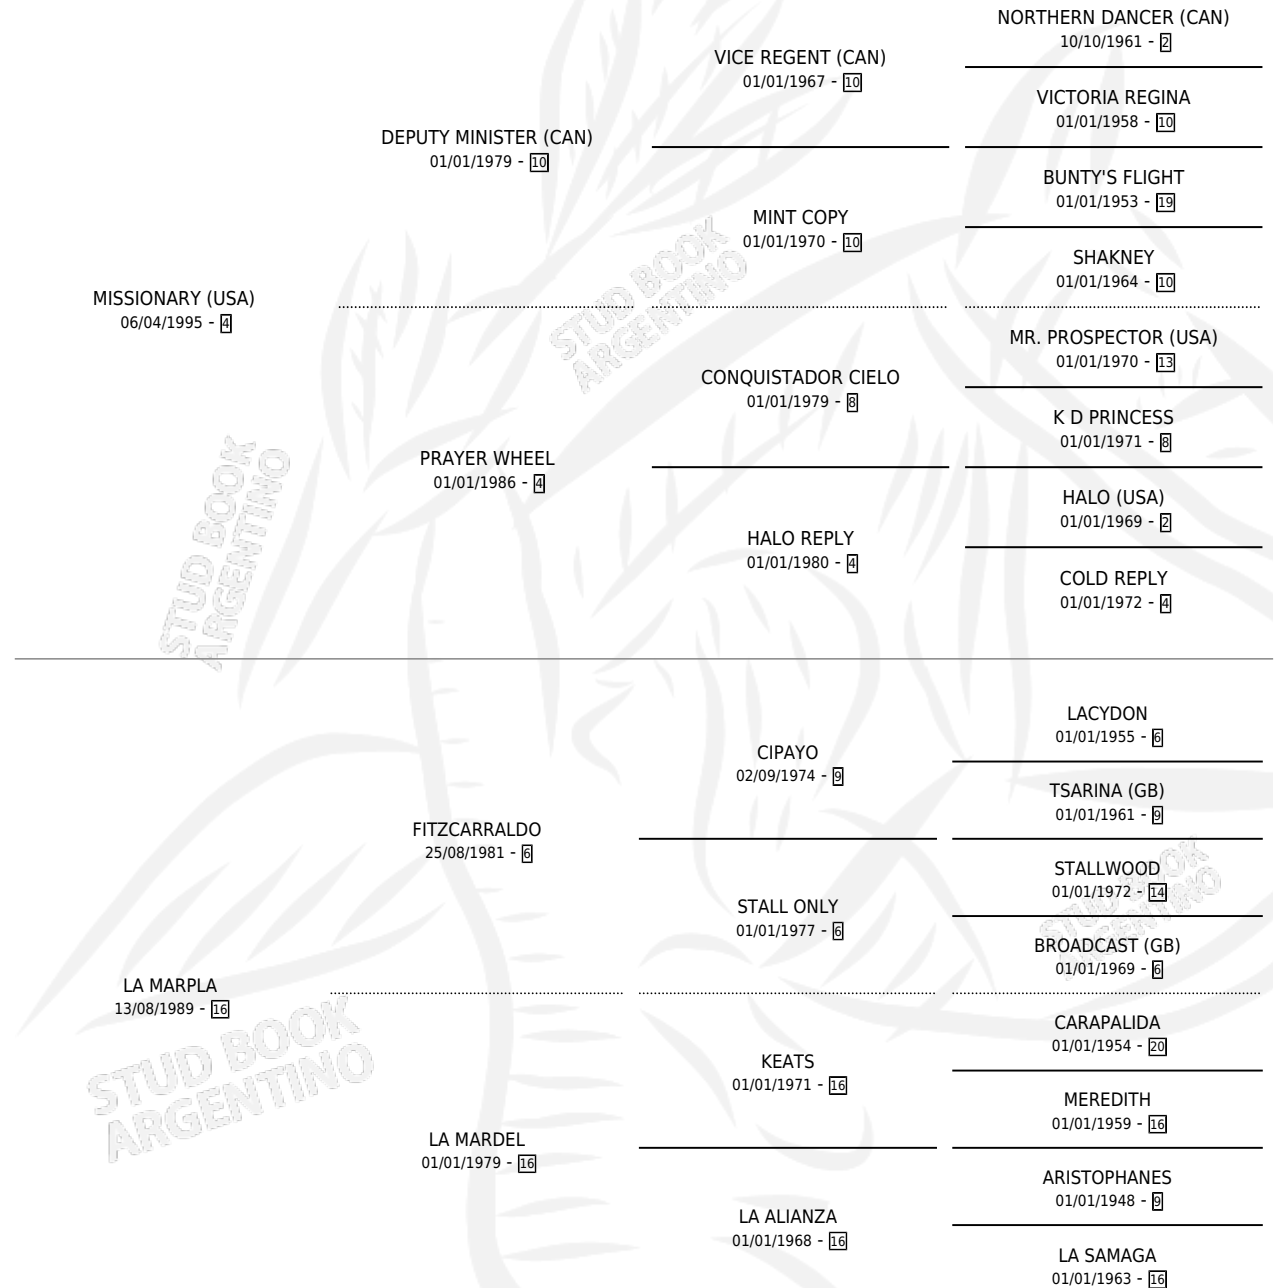 NORTHERN DANCER (CAN)
10/10/1961 - 2
VICE REGENT (CAN)
01/01/1967 - 10
VICTORIA REGINA
01/01/1958 - 10
DEPUTY MINISTER (CAN)
01/01/1979 - 10
BUNTY'S FLIGHT
01/01/1953 - 19
MINT COPY
01/01/1970 - 10
SHAKNEY
01/01/1964 - 10
MISSIONARY (USA)
06/04/1995 - 4
STUD BOOK
ARGENTINO
MR. PROSPECTOR (USA)
01/01/1970 - 13
CONQUISTADOR CIELO
01/01/1979 - 8
K D PRINCESS
01/01/1971 - 8
PRAYER WHEEL
01/01/1986 - 4
HALO (USA)
01/01/1969 - 2
HALO REPLY
01/01/1980 - 4
COLD REPLY
01/01/1972 - 4
STUD BOOK
ARGENTINO
LACYDON
01/01/1955 - 6
CIPAYO
02/09/1974 - 9
TSARINA (GB)
01/01/1961 - 9
FITZCARRALDO
25/08/1981 - 6
STALLWOOD
01/01/1972 - 14
STALL ONLY
01/01/1977 - 6
BROADCAST (GB)
01/01/1969 - 6
STUD BOOK
ARGENTINO
LA MARPLA
13/08/1989 - 16
CARAPALIDA
01/01/1954 - 20
KEATS
01/01/1971 - 16
MEREDITH
01/01/1959 - 16
STUD BOOK
ARGENTINO
LA MARDEL
01/01/1979 - 16
ARISTOPHANES
01/01/1948 - 9
LA ALIANZA
01/01/1968 - 16
LA SAMAGA
01/01/1963 - 16